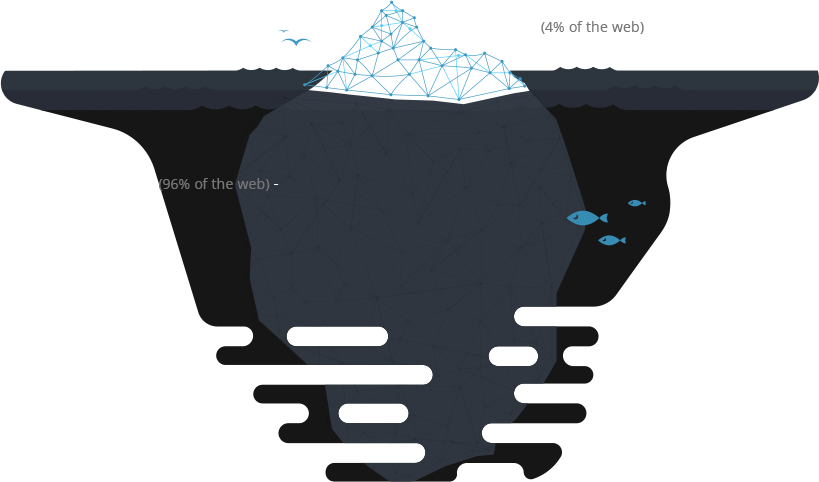 (4% of the web)
(96% of the web) -